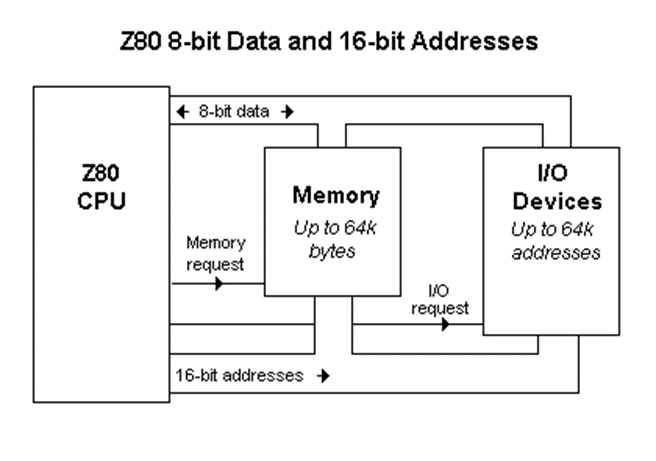 Z80 8-bit Data and 16-bit Addresses
8-bit data
Z80
CPU
Memory
Up to 64k
bytes
I/O
Devices
Up to 64k
addresses
Memory
request
I/O
request
16-bit addresses